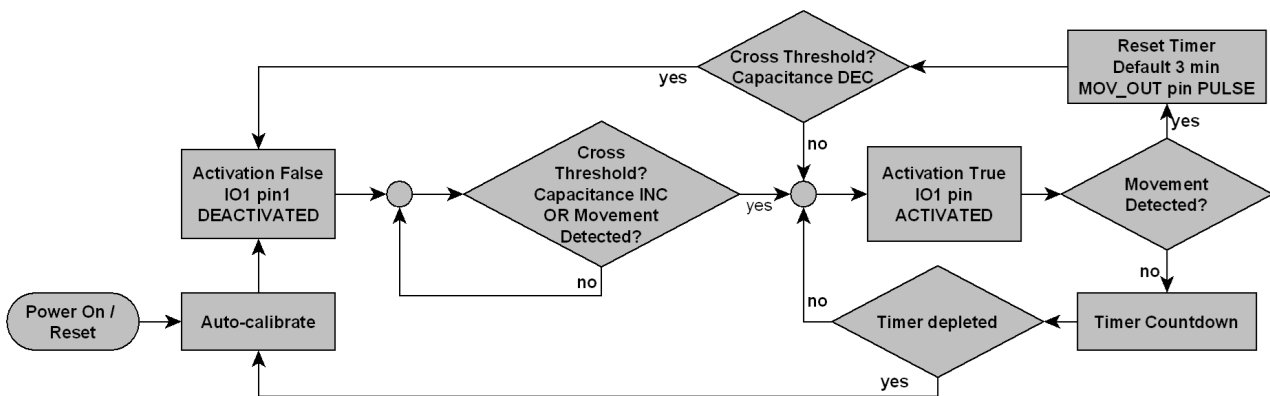 Cross Threshold?
Capacitance DEC
yes
no
Reset Timer
Default 3 min
MOV_OUT pin PULSE
yes
Activation False
IO1 pin1
DEACTIVATED
Cross
Threshold?
Capacitance INC
OR Movement
Detected?
yes
no
Activation True
IO1 pin
ACTIVATED
Movement
Detected?
no
Power On /
Reset
Auto-calibrate
no
Timer depleted
yes
Timer Countdown